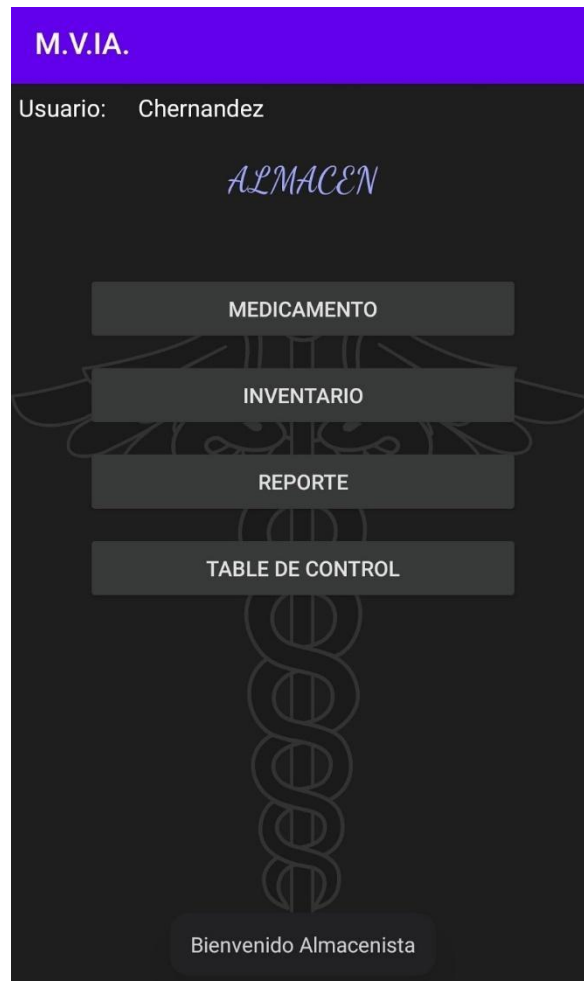 M.V.IA.
Usuario: Chernandez
ALMACEN
MEDICAMENTO
INVENTARIO
REPORTE
TABLE DE CONTROL
Bienvenido Almacenista